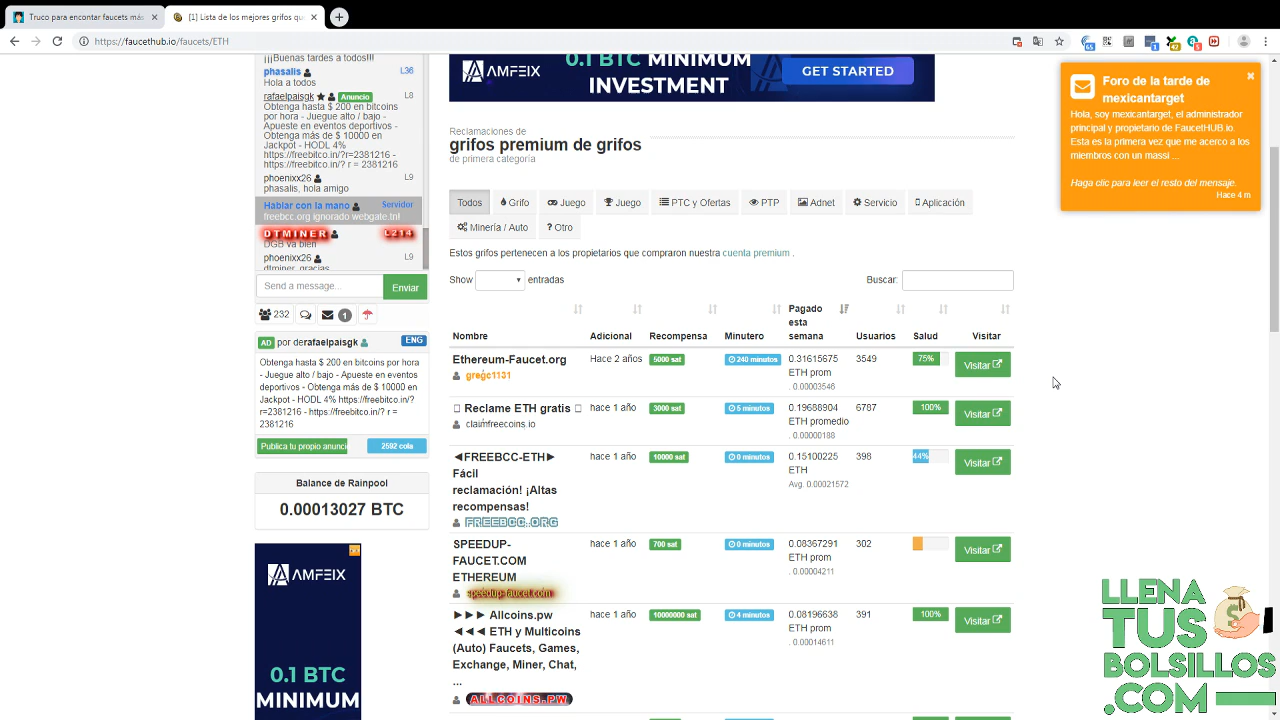 Truco para encontar faucets más
[1] Lista de los mejores grifos que
https://faucethub.io/faucets/ETH
¡¡¡Buenas tardes a todos!!!
phasalis L36
Hola a todos
rafaelpaisgk Anuncio L8
Obtenga hasta $ 200 en bitcoins
por hora - Juegue alto / bajo -
Apueste en eventos deportivos -
Obtenga más de $ 10000 en
Jackpot - HODL 4%
https://freebitco.in/?r=2381216 -
https://freebitco.in/? r = 2381216
phoenixx26 L9
phasalis, hola amigo
Hablar con la mano Servidor
freebcc.org ignorado webgate.tn!
DTMINER L214
DGB va bien
phoenixx26 L9
dtminer, gracias
Send a message...
Enviar
232
1
AD por derafaelpaisgk ENG
Obtenga hasta $ 200 en bitcoins por hora
- Juegue alto / bajo - Apueste en eventos
deportivos - Obtenga más de $ 10000 en
Jackpot - HODL 4% https://freebitco.in/?
r=2381216 - https://freebitco.in/? r =
2381216
Publica tu propio anunci
2592 cola
Balance de Rainpool
0.00013027 BTC
AMFEIX
0.1 BTC
MINIMUM
AMFEIX
0.1 BTC MINIMUM
INVESTMENT
GET STARTED
Reclamaciones de
grifos premium de grifos
de primera categoría
Todos Grifo Juego Juego PTC y Ofertas PTP Adnet Servicio Aplicación
Minería / Auto ? Otro
Estos grifos pertenecen a los propietarios que compraron nuestra cuenta premium .
Show entradas Buscar:
Nombre Adicional Recompensa Minutero Pagado
esta
semana Usuarios Salud Visitar
Ethereum-Faucet.org Hace 2 años 5000 sat 240 minutos 0.31615675 3549 75% Visitar
gregc1131 ETH prom
. 0.00003546
Reclame ETH gratis hace 1 año 3000 sat 5 minutos 0.19688904 6787 100% Visitar
claimfreecoins.io ETH promedio
. 0.00000188
◄FREEBCC-ETH► hace 1 año 10000 sat 0 minutos 0.15100225 398 44% Visitar
Fácil ETH
reclamación! ¡Altas Avg. 0.00021572
recompensas!
FREEBCC.ORG
SPEEDUP- hace 1 año 700 sat 0 minutos 0.08367291 302 Visitar
FAUCET.COM ETH prom
ETHEREUM . 0.00004211
speedup-faucet.com
►►► Allcoins.pw hace 1 año 10000000 sat 4 minutos 0.08196638 391 100% Visitar
◄◄◄ ETH y Multicoins ETH prom
(Auto) Faucets, Games, . 0.00014611
Exchange, Miner, Chat,
...
ALLCOINS.PW
Foro de la tarde de
mexicantarget
Hola, soy mexicantarget, el administrador
principal y propietario de FaucetHUB.io.
Esta es la primera vez que me acerco a los
miembros con un massi ...
Haga clic para leer el resto del mensaje.
Hace 4 m
LLENA
TUS
BOLSILLOS
.COM